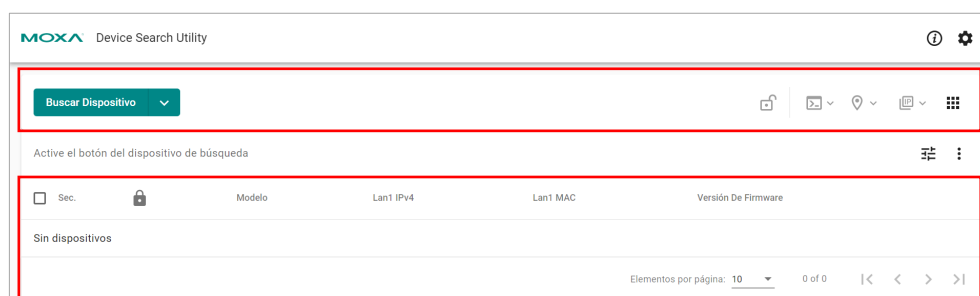 MOXA Device Search Utility
Buscar Dispositivo
IP
Active el botón del dispositivo de búsqueda
Sec. Modelo Lan1 IPv4 Lan1 MAC Versión De Firmware
Sin dispositivos
Elementos por página: 10 0 of 0